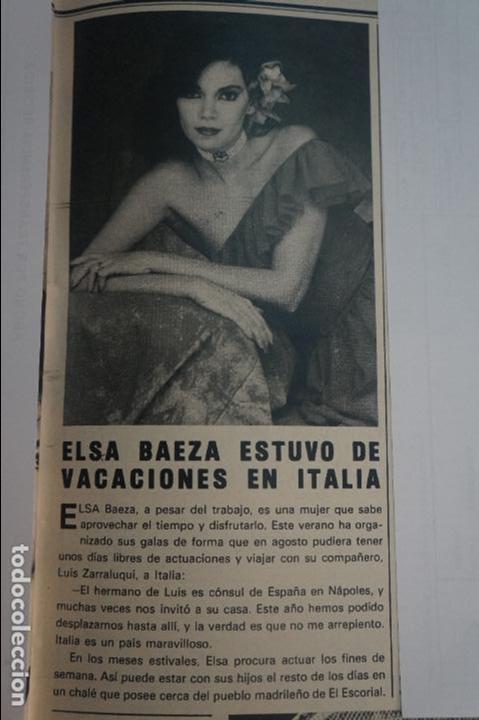 ELSA BAEZA ESTUVO DE
VACACIONES EN ITALIA
ELSA Baeza, a pesar del trabajo, es una mujer que sabe
aprovechar el tiempo y disfrutarlo. Este verano ha orga-
nizado sus galas de forma que en agosto pudiera tener
unos días libres de actuaciones y viajar con su compañero,
Luis Zarraluqui, a Italia:
—El hermano de Luis es cónsul de España en Nápoles, y
muchas veces nos invitó a su casa. Este año hemos podido
desplazarnos hasta allí, y la verdad es que no me arrepiento.
Italia es un país maravilloso.
En los meses estivales, Elsa procura actuar los fines de
semana. Así puede estar con sus hijos el resto de los días en
un chalé que posee cerca del pueblo madrileño de El Escorial.
todocoleccion